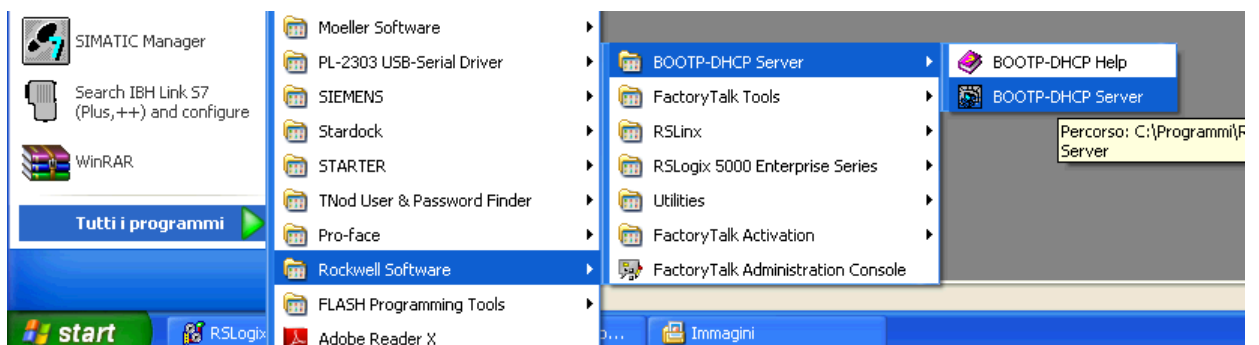 SIMATIC Manager
Search IBH Link S7
(Plus,++) and configure
WinRAR
Tutti i programmi
start
RSLogix
Moeller Software
PL-2303 USB-Serial Driver
SIEMENS
Stardock
STARTER
TNod User & Password Finder
Pro-face
Rockwell Software
FLASH Programming Tools
Adobe Reader X
BOOTP-DHCP Server
FactoryTalk Tools
RSLinx
RSLogix 5000 Enterprise Series
Utilities
FactoryTalk Activation
FactoryTalk Administration Console
BOOTP-DHCP Help
BOOTP-DHCP Server
Percorso: C:\Programmi\R
Server
Immagini